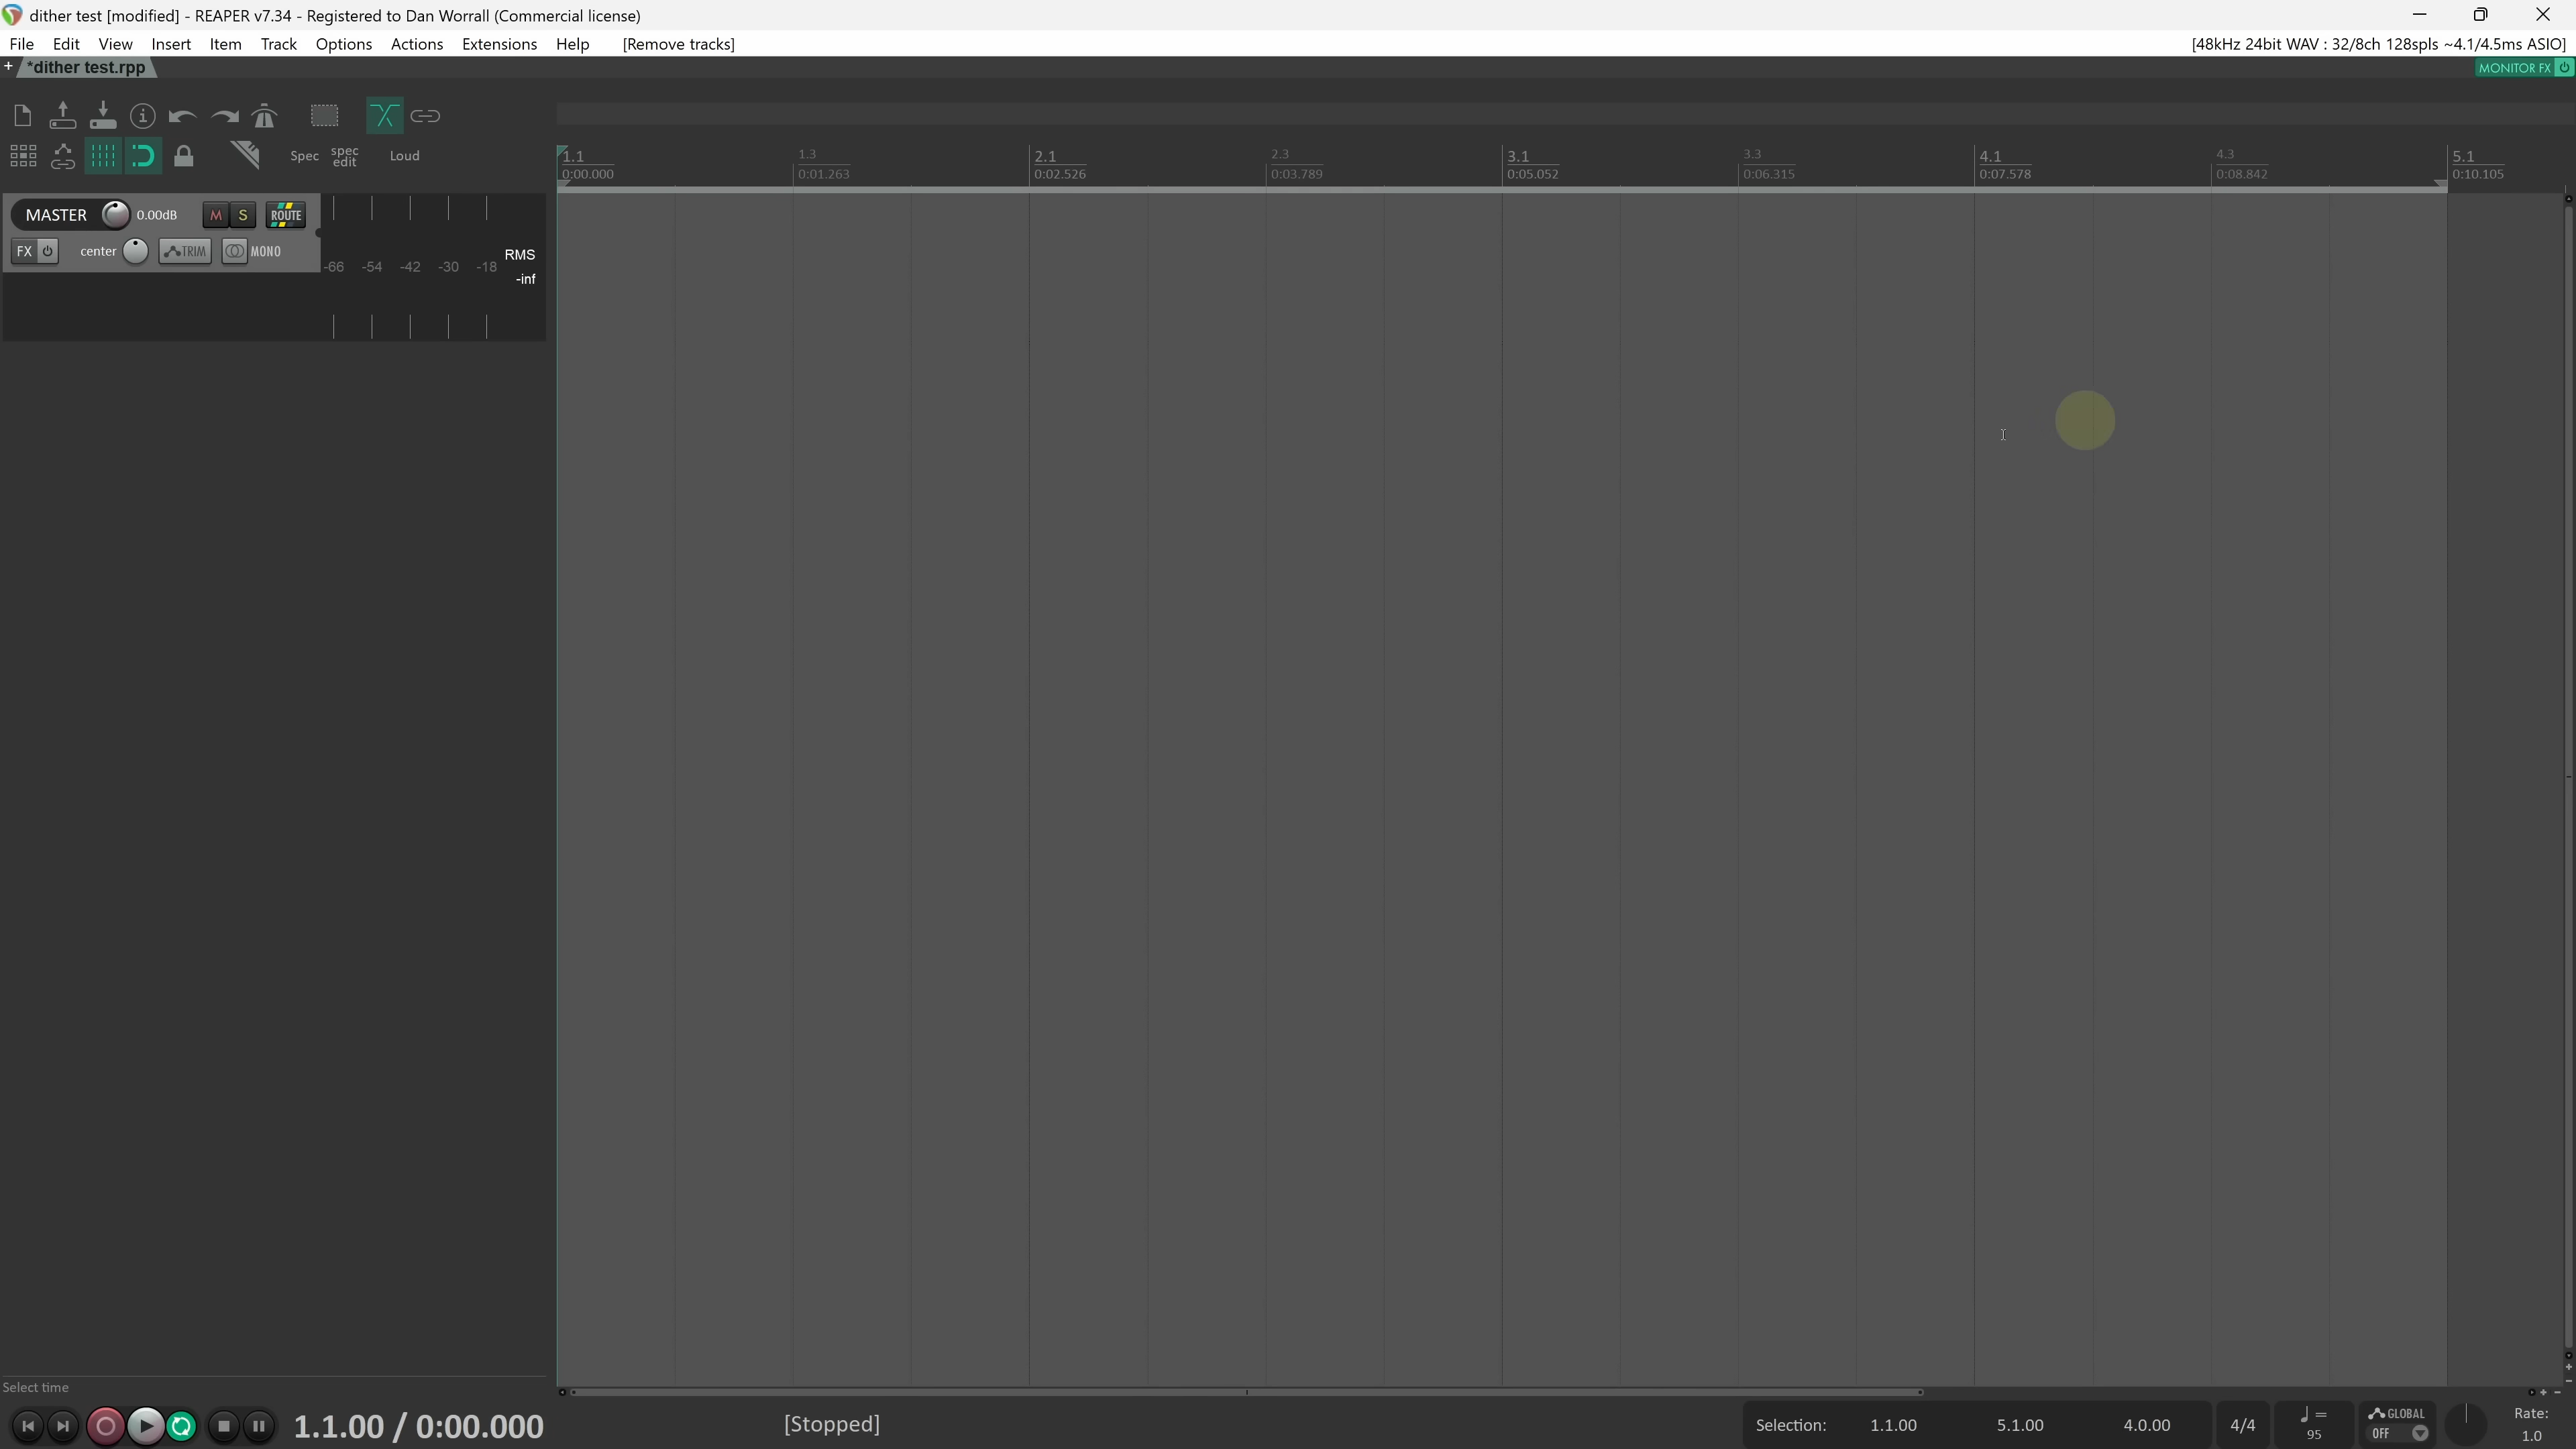 dither test [modified] - REAPER v7.34 - Registered to Dan Worrall (Commercial license)
File Edit View Insert Item Track Options Actions Extensions Help [Remove tracks] [48kHz 24bit WAV : 32/8ch 128spls ~4.1/4.5ms ASIO]
+ *dither test.rpp MONITOR FX
Spec spec edit Loud
1.1 1.3 2.1 2.3 3.1 3.3 4.1 4.3 5.1
0:00.000 0:01.263 0:02.526 0:03.789 0:05.052 0:06.315 0:07.578 0:08.842 0:10.105
MASTER 0.00dB M S ROUTE
FX center TRIM MONO RMS
-66 -54 -42 -30 -18 -inf
Select time
1.1.00 / 0:00.000 [Stopped] Selection: 1.1.00 5.1.00 4.0.00 4/4 = 95 GLOBAL OFF Rate: 1.0